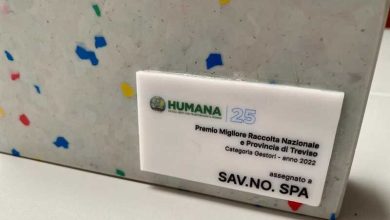 HUMANA 25
Premio Migliore Raccolta Nazionale
e Provincia di Treviso
Categoria Gestori - anno 2022
assegnato a
SAV.NO. SPA